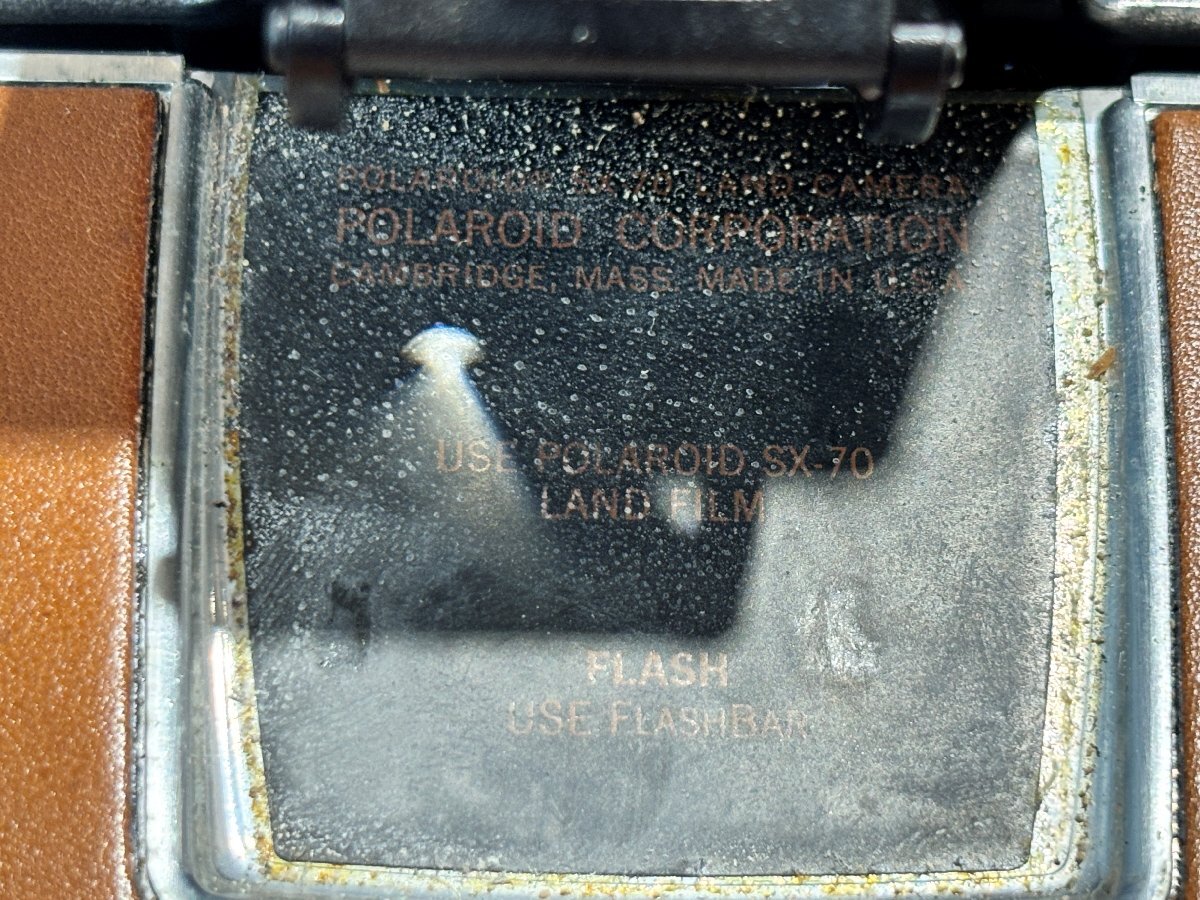 POLAROID® SX-70 LAND CAMERA
POLAROID CORPORATION
CAMBRIDGE, MASS. MADE IN U.S.A.
USE POLAROID SX-70
LAND FILM
FLASH
USE FLASHBAR